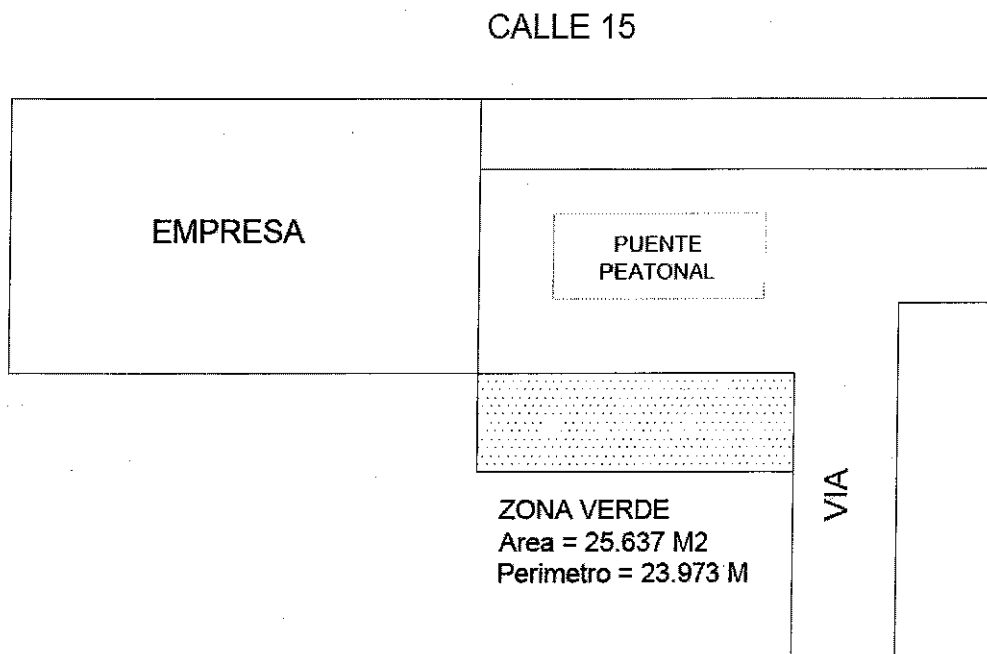 CALLE 15
EMPRESA
PUENTE
PEATONAL
ZONA VERDE
Area = 25.637 M2
Perimetro = 23.973 M
VIA